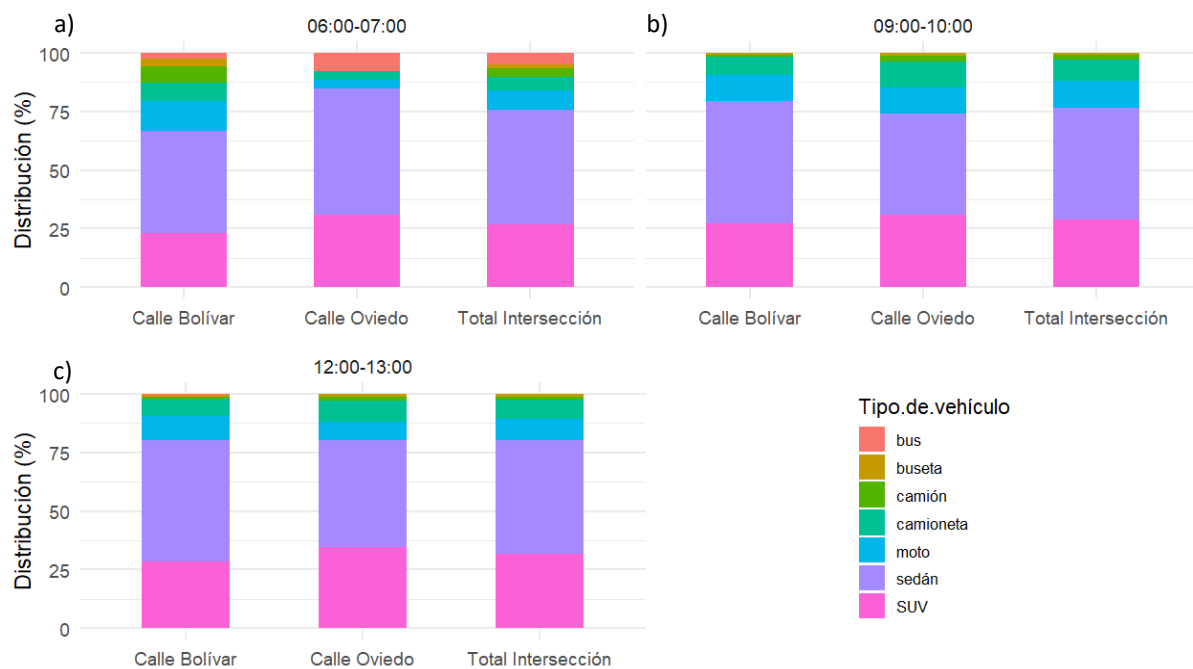 a) 06:00-07:00
Distribución (%)
100
75
50
25
0
Calle Bolívar Calle Oviedo Total Intersección
b) 09:00-10:00
Calle Bolívar Calle Oviedo Total Intersección
c) 12:00-13:00
Distribución (%)
100
75
50
25
0
Calle Bolívar Calle Oviedo Total Intersección
Tipo.de.vehículo
bus
buseta
camión
camioneta
moto
sedán
SUV